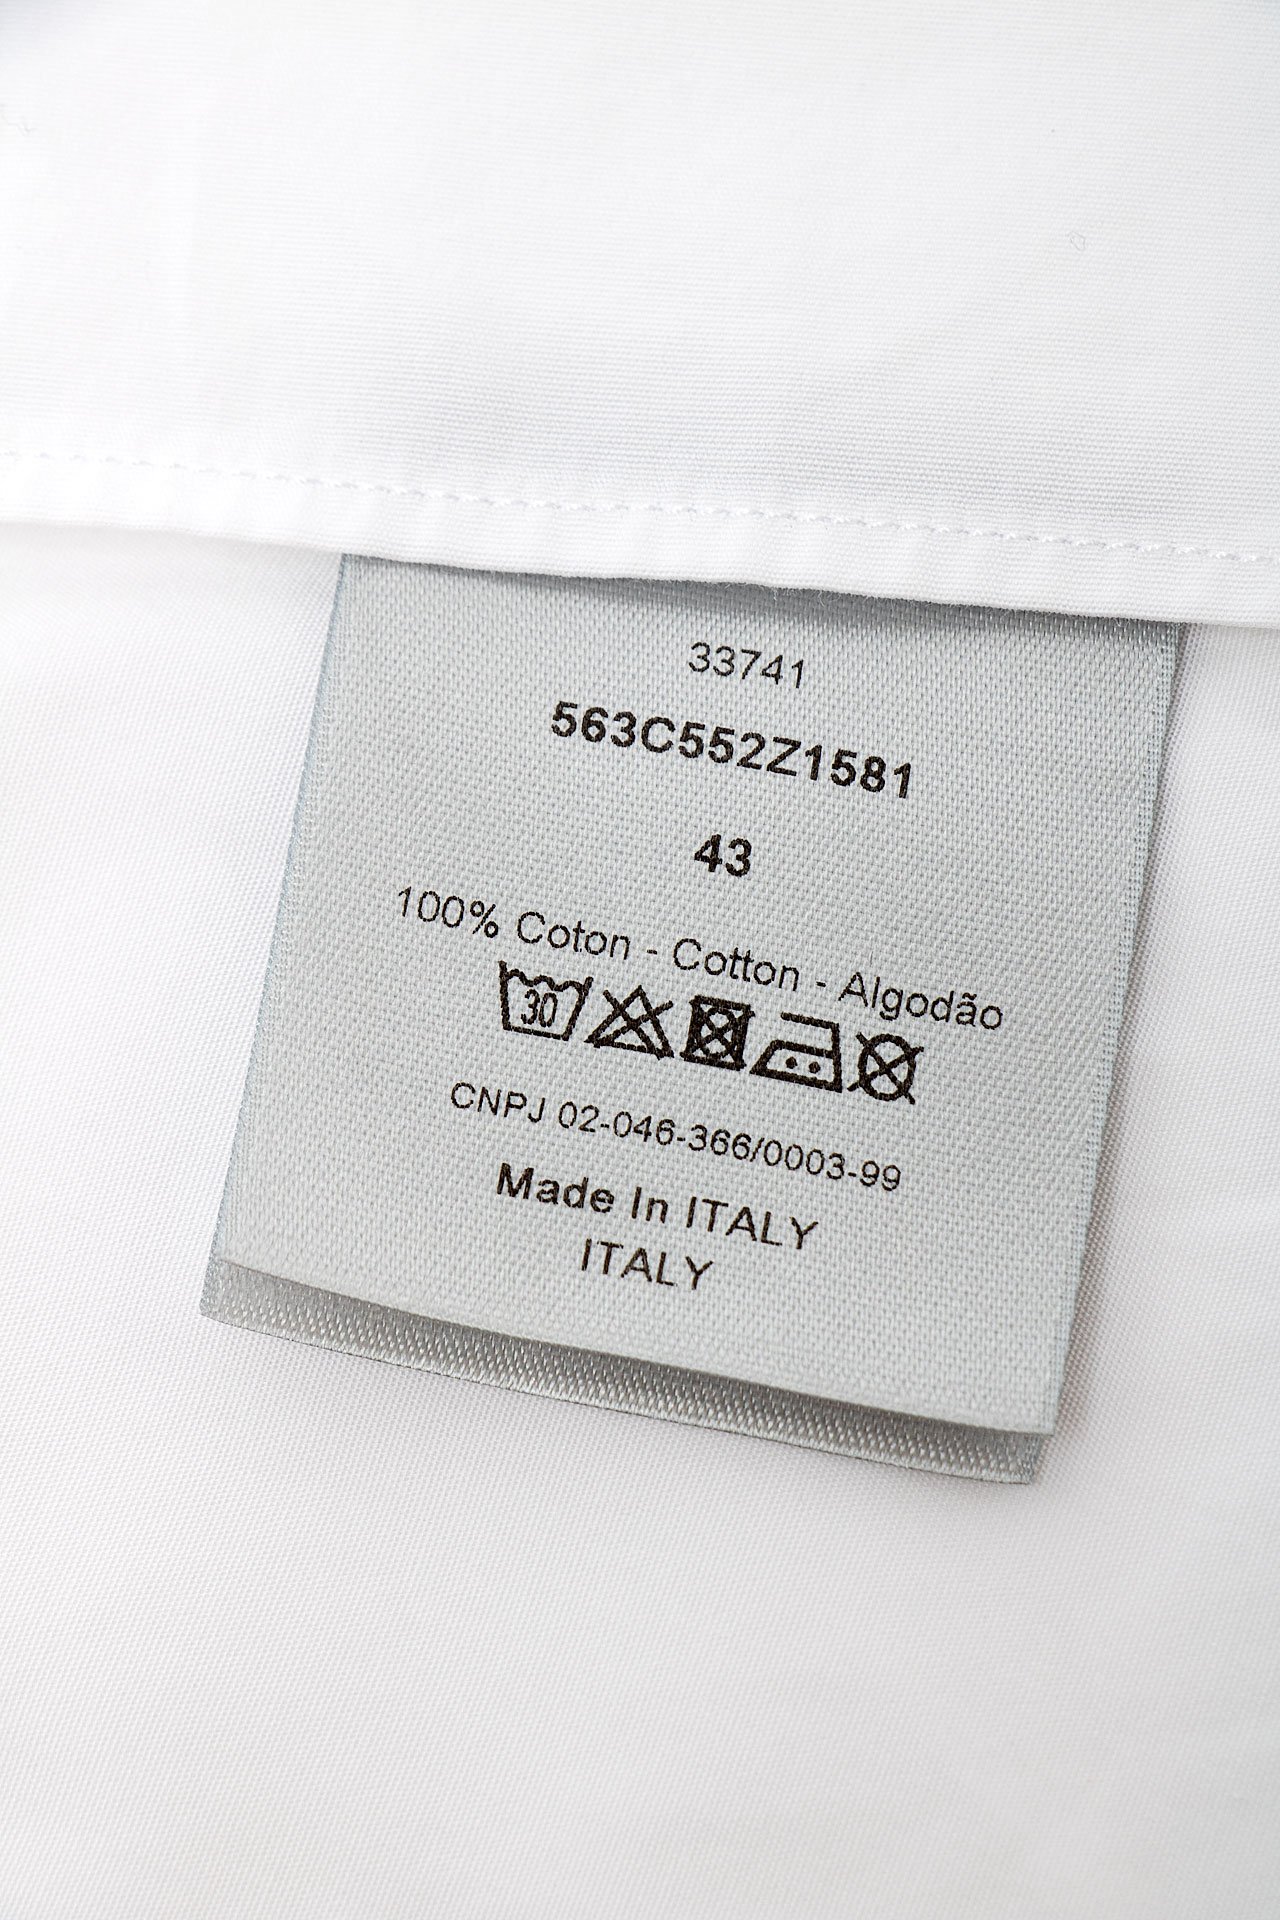 33741
563C552Z1581
43
100% Coton - Cotton - Algodão
30
CNPJ 02-046-366/0003-99
Made In ITALY
ITALY